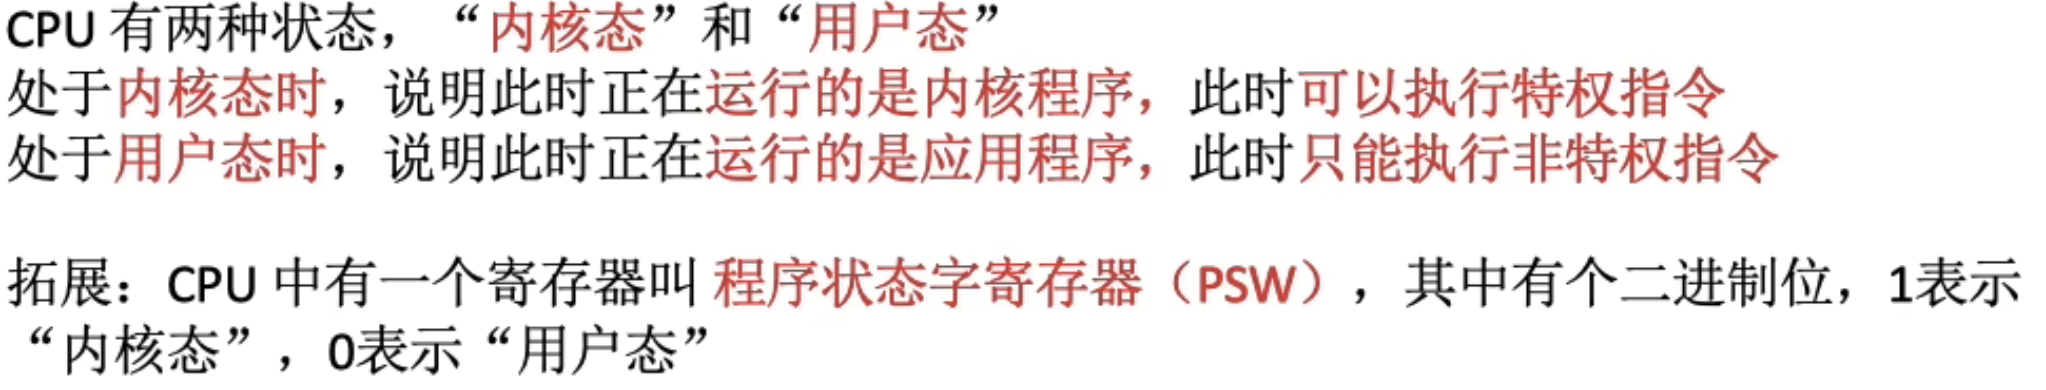 CPU 有两种状态，“内核态”和“用户态”
处于内核态时，说明此时正在运行的是内核程序，此时可以执行特权指令
处于用户态时，说明此时正在运行的是应用程序，此时只能执行非特权指令
拓展：CPU 中有一个寄存器叫 程序状态字寄存器（PSW），其中有个二进制位，1表示
“内核态”，0表示“用户态”